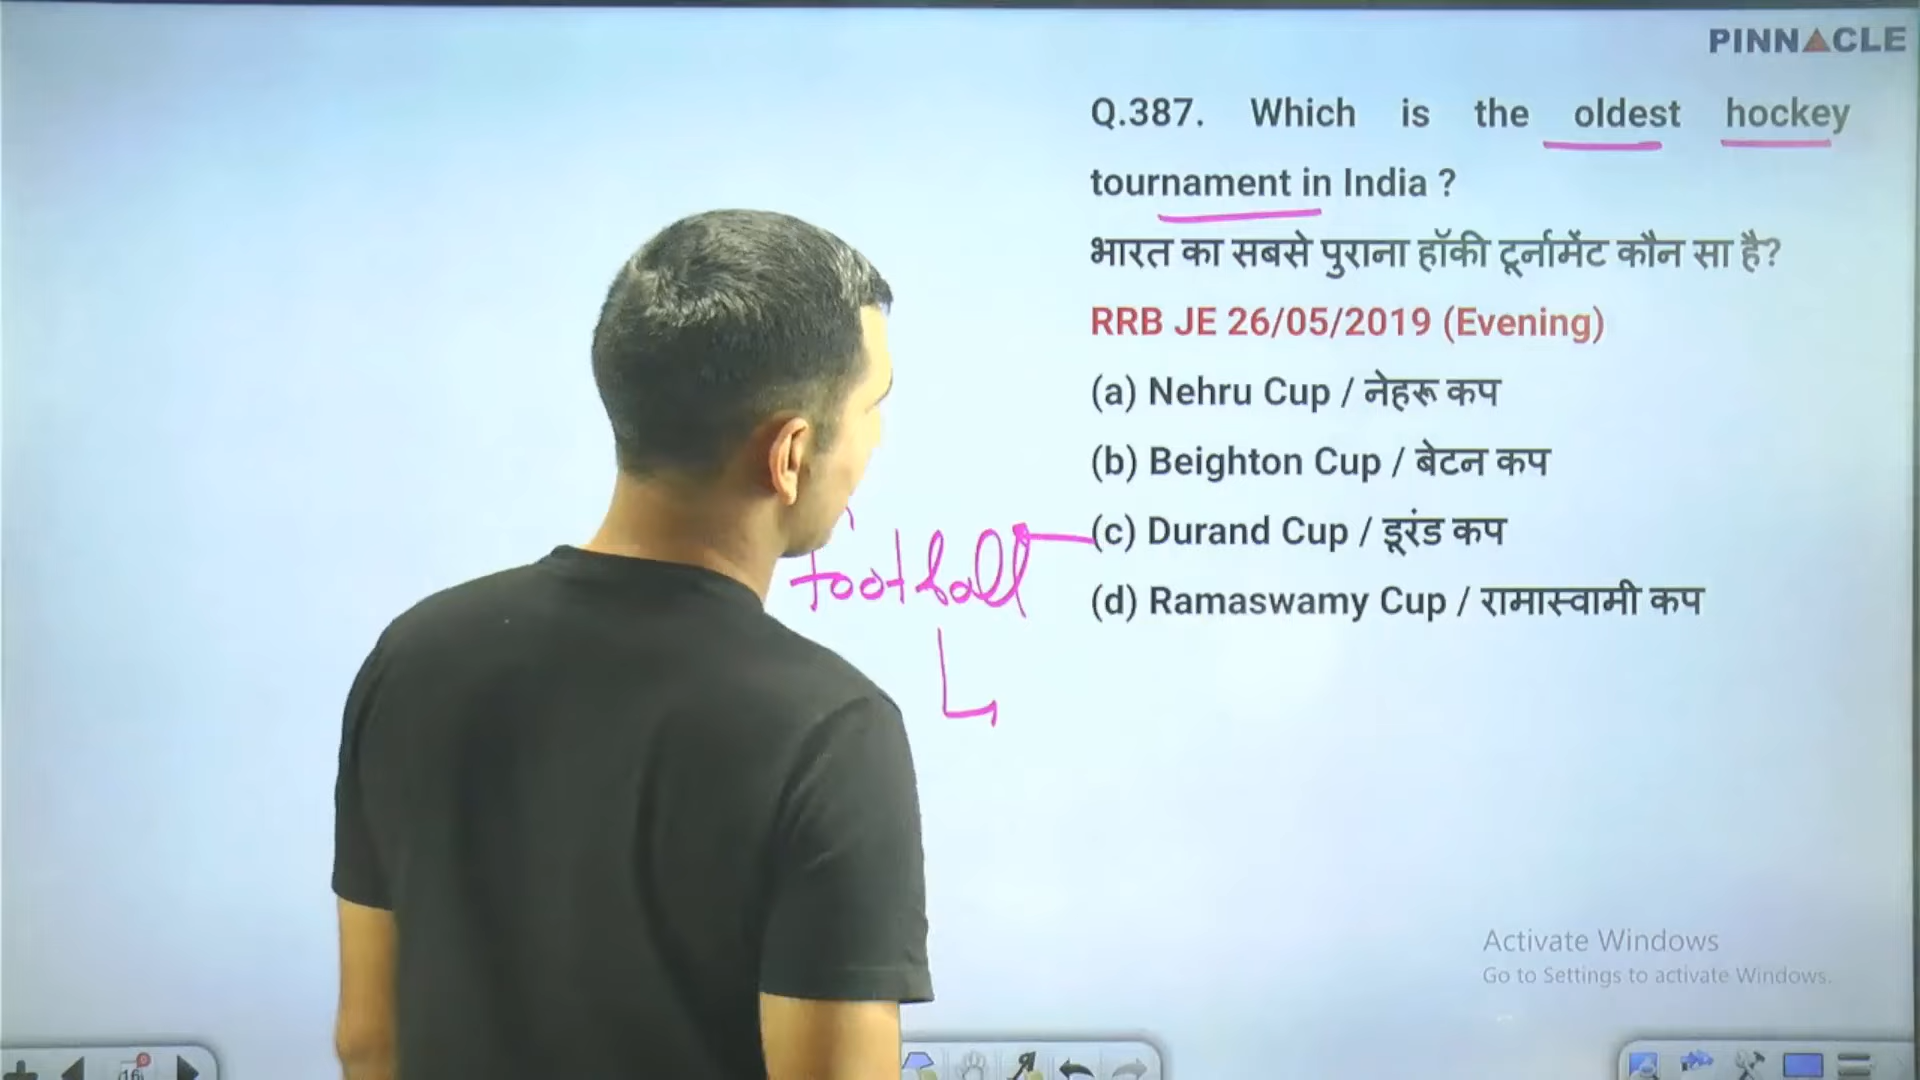 PINNACLE
Q.387. Which is the oldest hockey
tournament in India ?
भारत का सबसे पुराना हॉकी टूर्नामेंट कौन सा है?
RRB JE 26/05/2019 (Evening)
(a) Nehru Cup / नेहरू कप
(b) Beighton Cup / बेटन कप
(c) Durand Cup / डूरंड कप
football
(d) Ramaswamy Cup / रामास्वामी कप
Activate Windows
Go to Settings to activate Windows.
16